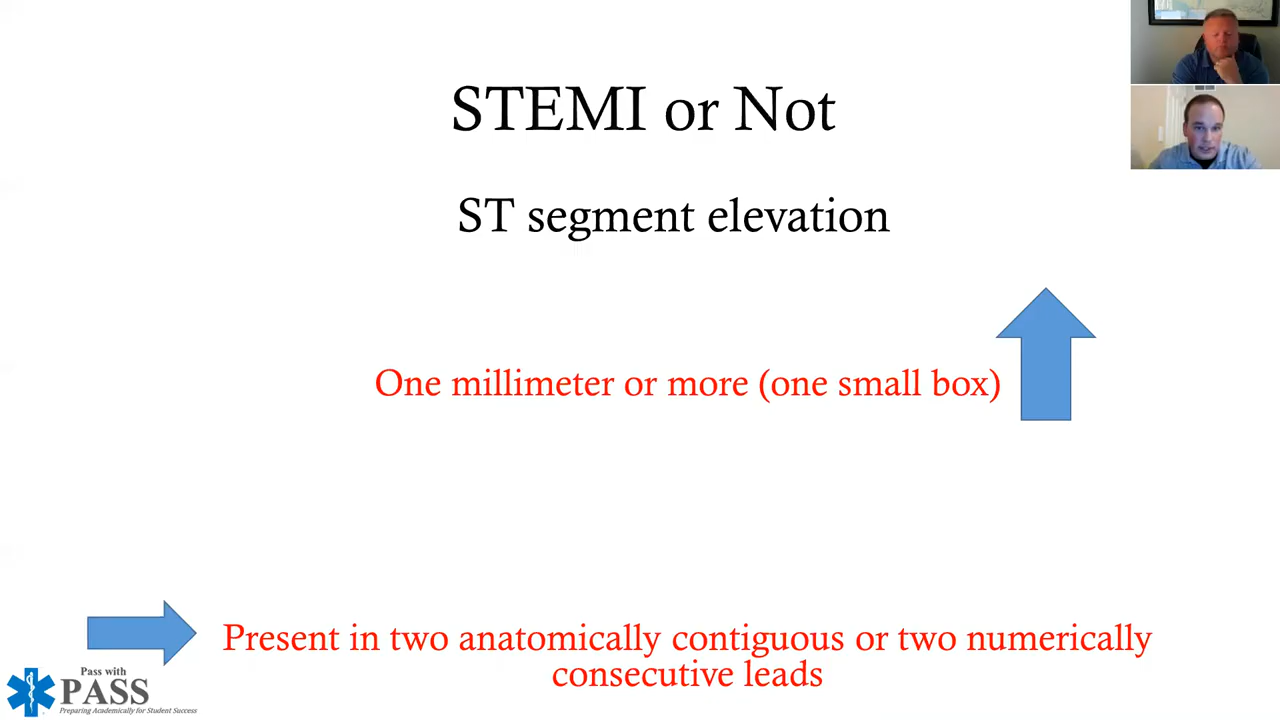 STEMI or Not
ST segment elevation
One millimeter or more (one small box)
Present in two anatomically contiguous or two numerically
consecutive leads
Pass with
PASS
Preparing Academically for Student Success